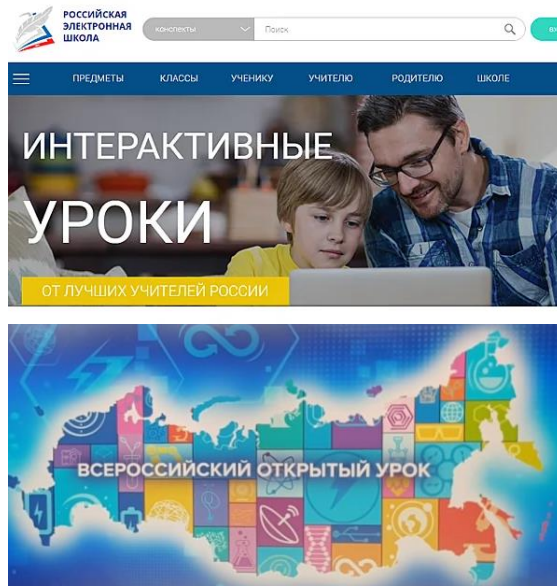 РОССИЙСКАЯ
ЭЛЕКТРОННАЯ
ШКОЛА
конспекты
Поиск
ПРЕДМЕТЫ КЛАССЫ УЧЕНИКУ УЧИТЕЛЮ РОДИТЕЛЮ ШКОЛЕ
ИНТЕРАКТИВНЫЕ
УРОКИ
ОТ ЛУЧШИХ УЧИТЕЛЕЙ РОССИИ
ВСЕРОССИЙСКИЙ ОТКРЫТЫЙ УРОК